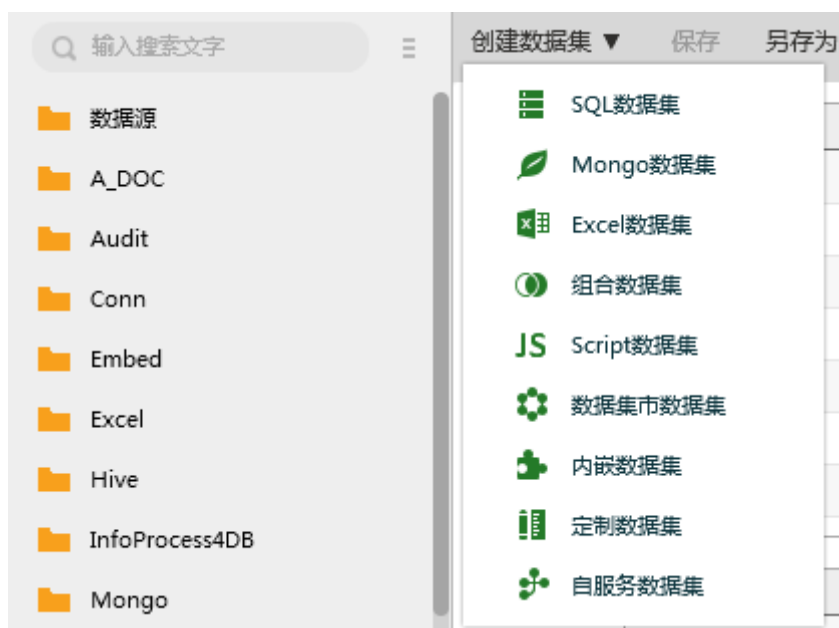 输入搜索文字
数据源
A_DOC
Audit
Conn
Embed
Excel
Hive
InfoProcess4DB
Mongo
创建数据集 ▼ 保存 另存为
SQL数据集
Mongo数据集
Excel数据集
组合数据集
JS Script数据集
数据集市数据集
内嵌数据集
定制数据集
自服务数据集